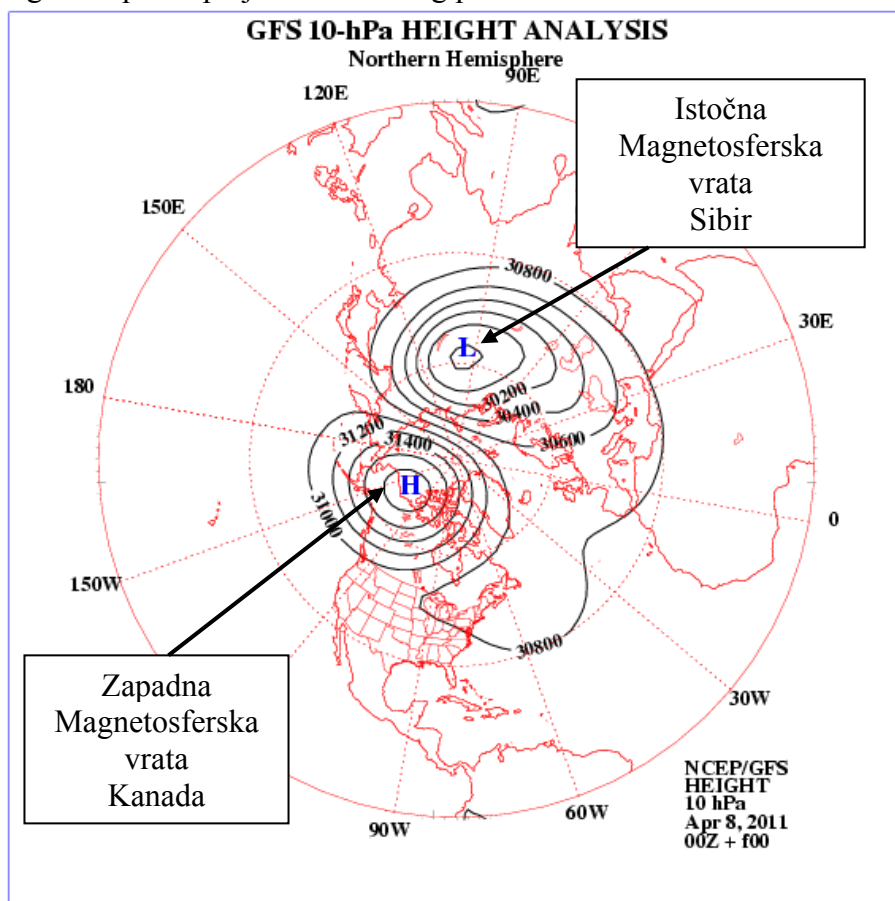 GFS 10-hPa HEIGHT ANALYSIS
Northern Hemisphere
90E
120E
Istočna
Magnetosferska
vrata
Sibir
150E
30800
30E
L
180
30200
30400
30600
31200
31400
H
31000
0
150W
30800
Zapadna
Magnetosferska
vrata
Kanada
30W
NCEP/GFS
HEIGHT
10 hPa
Apr 8, 2011
00Z + f00
60W
90W